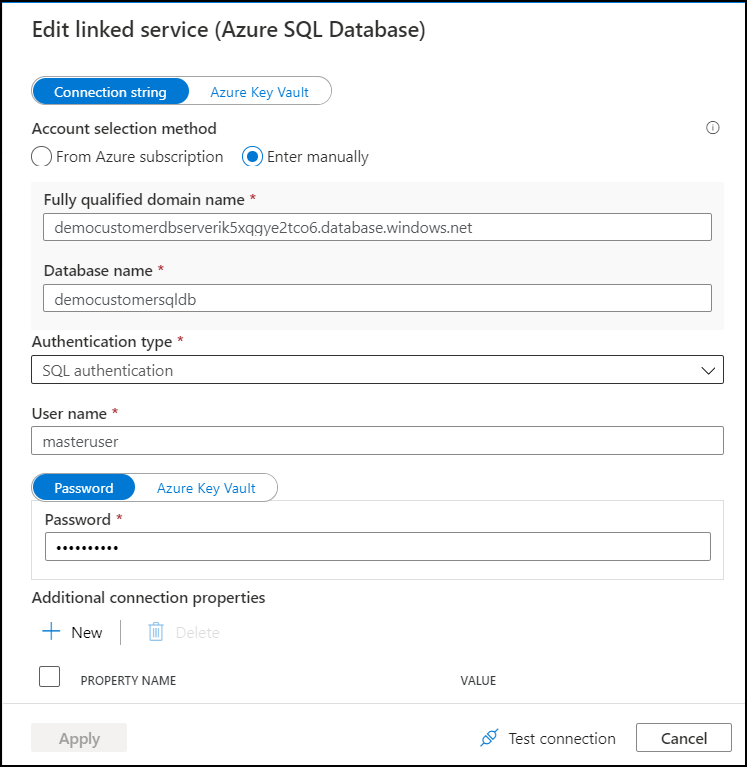 Edit linked service (Azure SQL Database)
Connection string Azure Key Vault
Account selection method
From Azure subscription Enter manually
Fully qualified domain name *
democustomerdbserverik5xqgye2tco6.database.windows.net
Database name *
democustomersqldb
Authentication type *
SQL authentication
User name *
masteruser
Password Azure Key Vault
Password *
••••••••••
Additional connection properties
New Delete
PROPERTY NAME VALUE
Apply Test connection Cancel